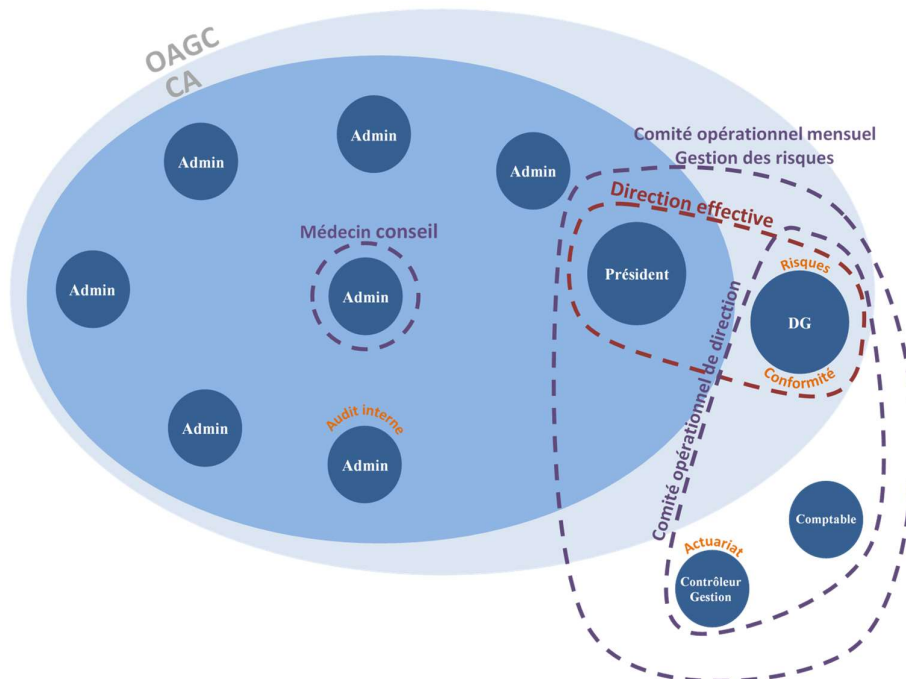 OAGC
CA
Admin
Admin
Admin
Comité opérationnel mensuel
Gestion des risques
Direction effective
Médecin conseil
Admin
Admin
Président
Risques
DG
Conformité
Comité opérationnel de direction
Admin
Audit interne
Admin
Comptable
Actuariat
Contrôleur
Gestion